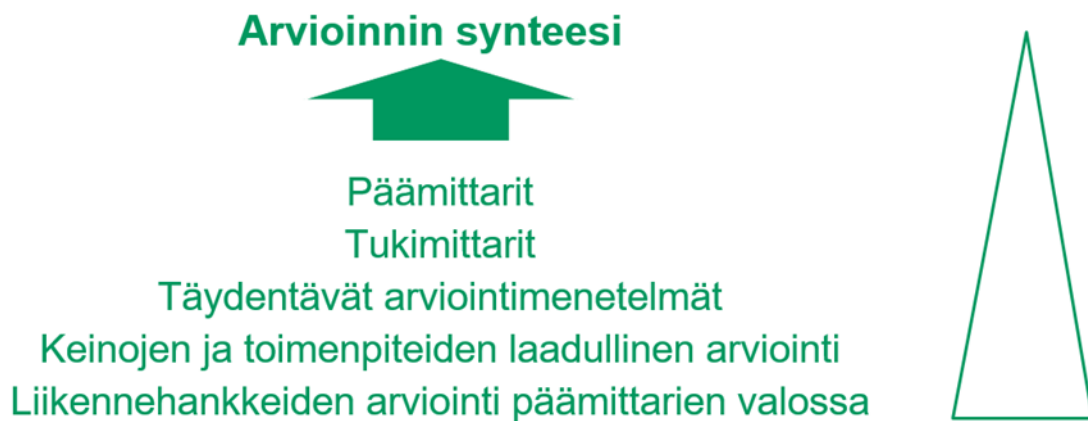 Arvioinnin synteesi
Päämittarit
Tukimittarit
Täydentävät arviointimenetelmät
Keinojen ja toimenpiteiden laadullinen arviointi
Liikennehankkeiden arviointi päämittarien valossa